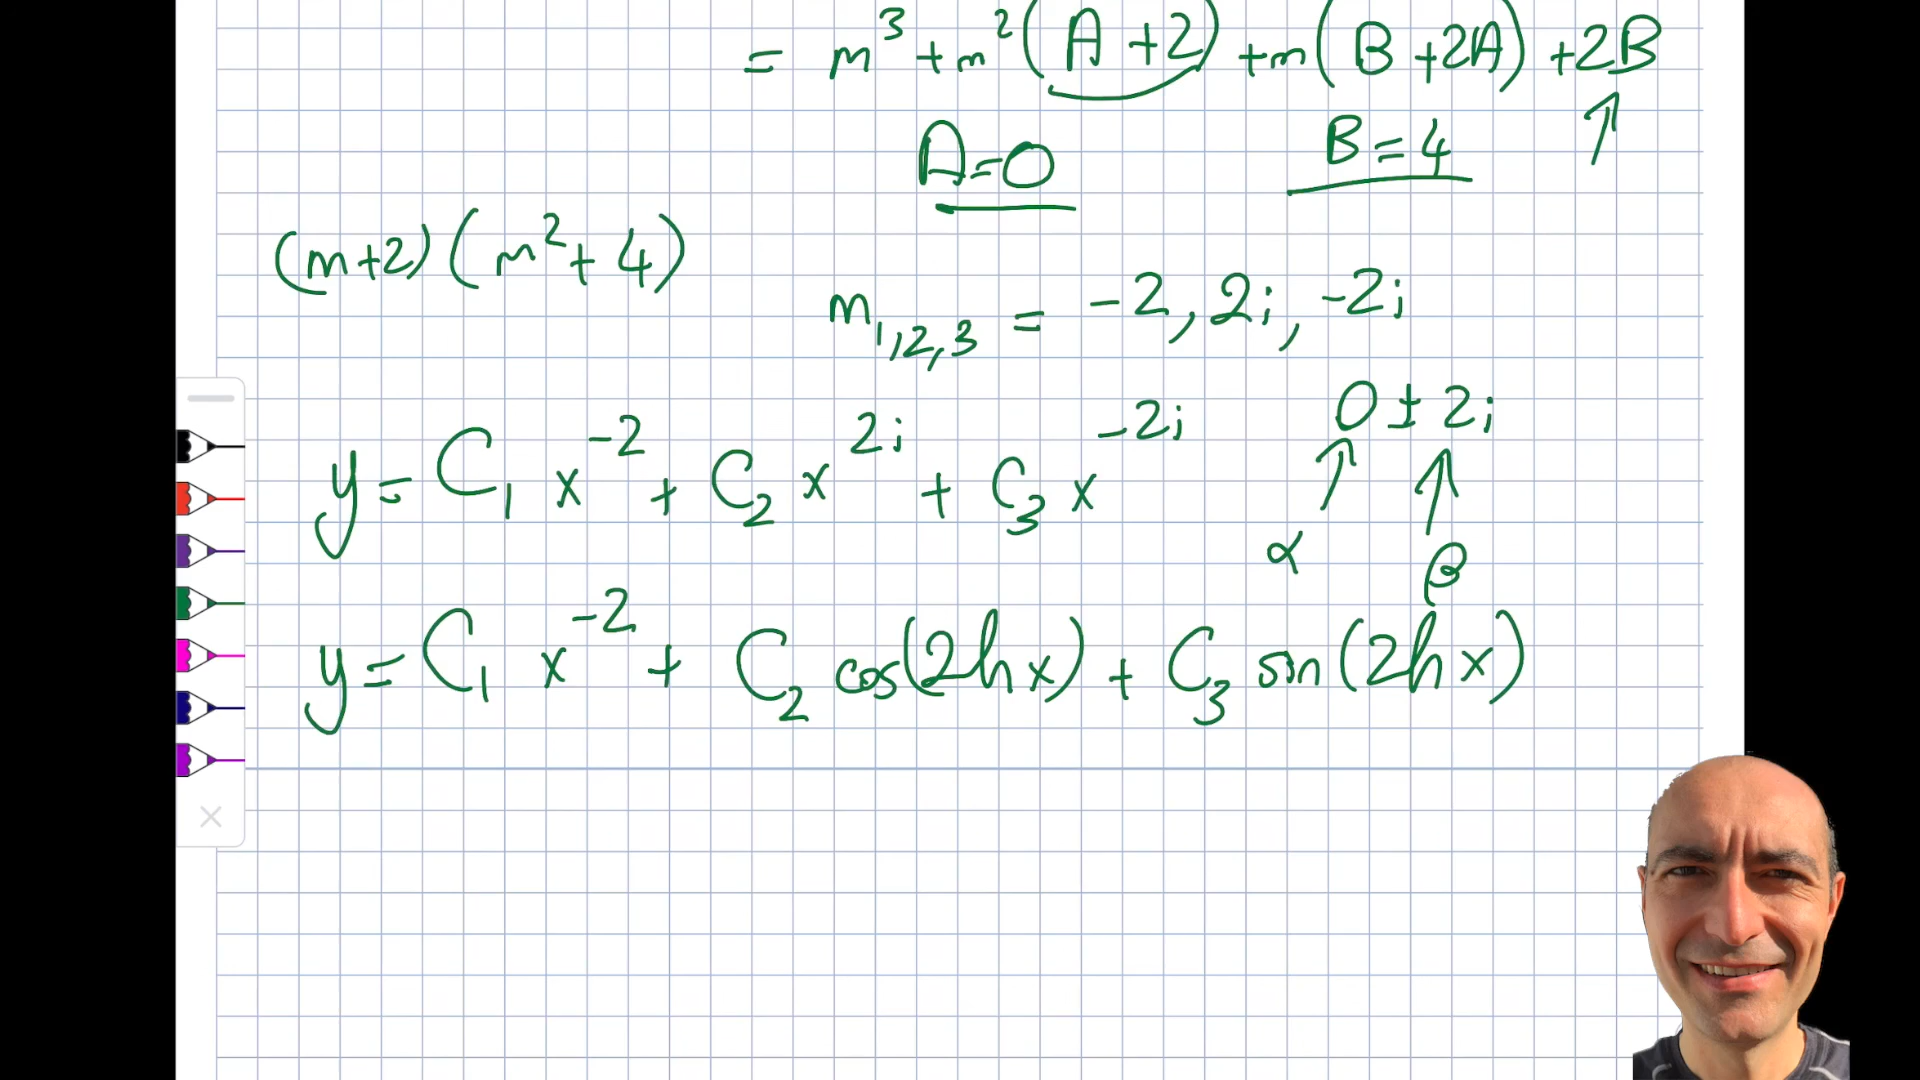 = m³ + m² (A + 2) + m (B + 2A) + 2B
A = 0
B = 4
(m+2) (m² + 4)
m₁,₂,₃ = -2, 2i, -2i
0 ± 2i
y = C₁ x⁻² + C₂ x²ⁱ + C₃ x⁻²ⁱ
α
β
y = C₁ x⁻² + C₂ cos(2ln x) + C₃ sin(2ln x)